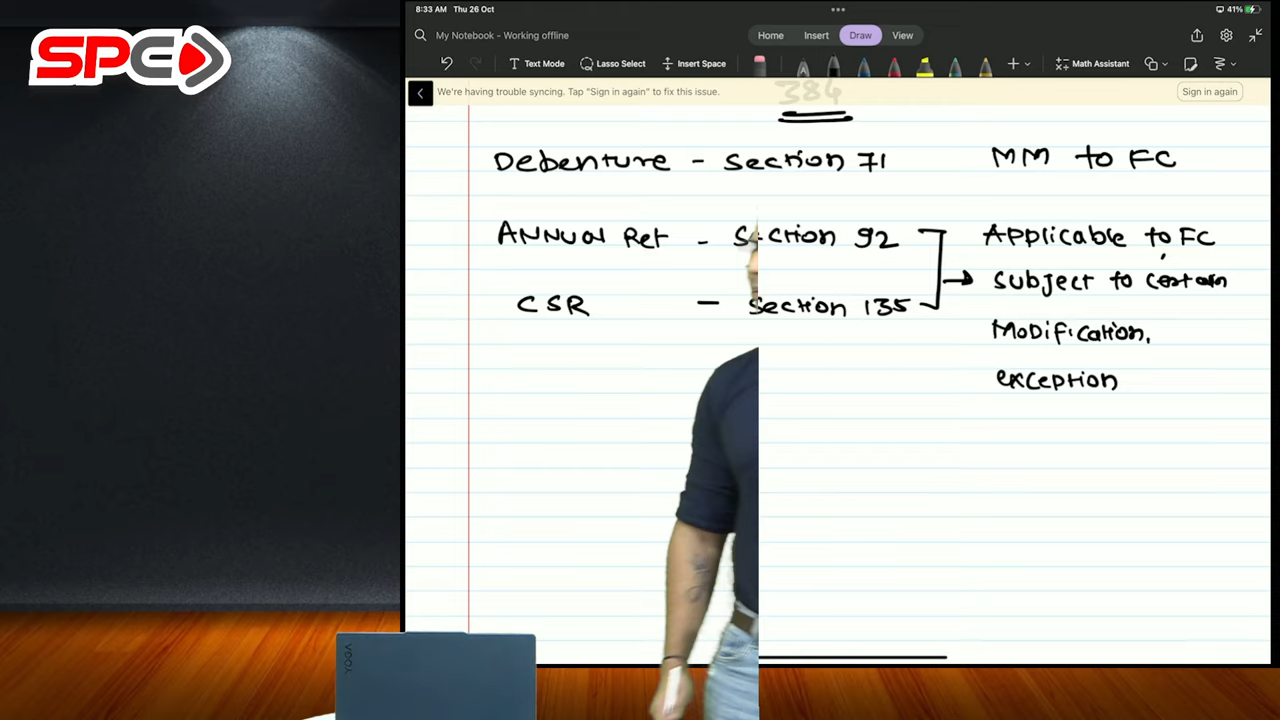 SPED
8:33 AM Thu 26 Oct
41%
My Notebook - Working offline
Home Insert Draw View
Text Mode Lasso Select Insert Space Math Assistant
We're having trouble syncing. Tap "Sign in again" to fix this issue. Sign in again
384
Debenture - Section 71 MM to FC
Annual Ret - Section 92 Applicable to FC
Subject to certain
CSR - Section 135
Modification,
exception
YOGA